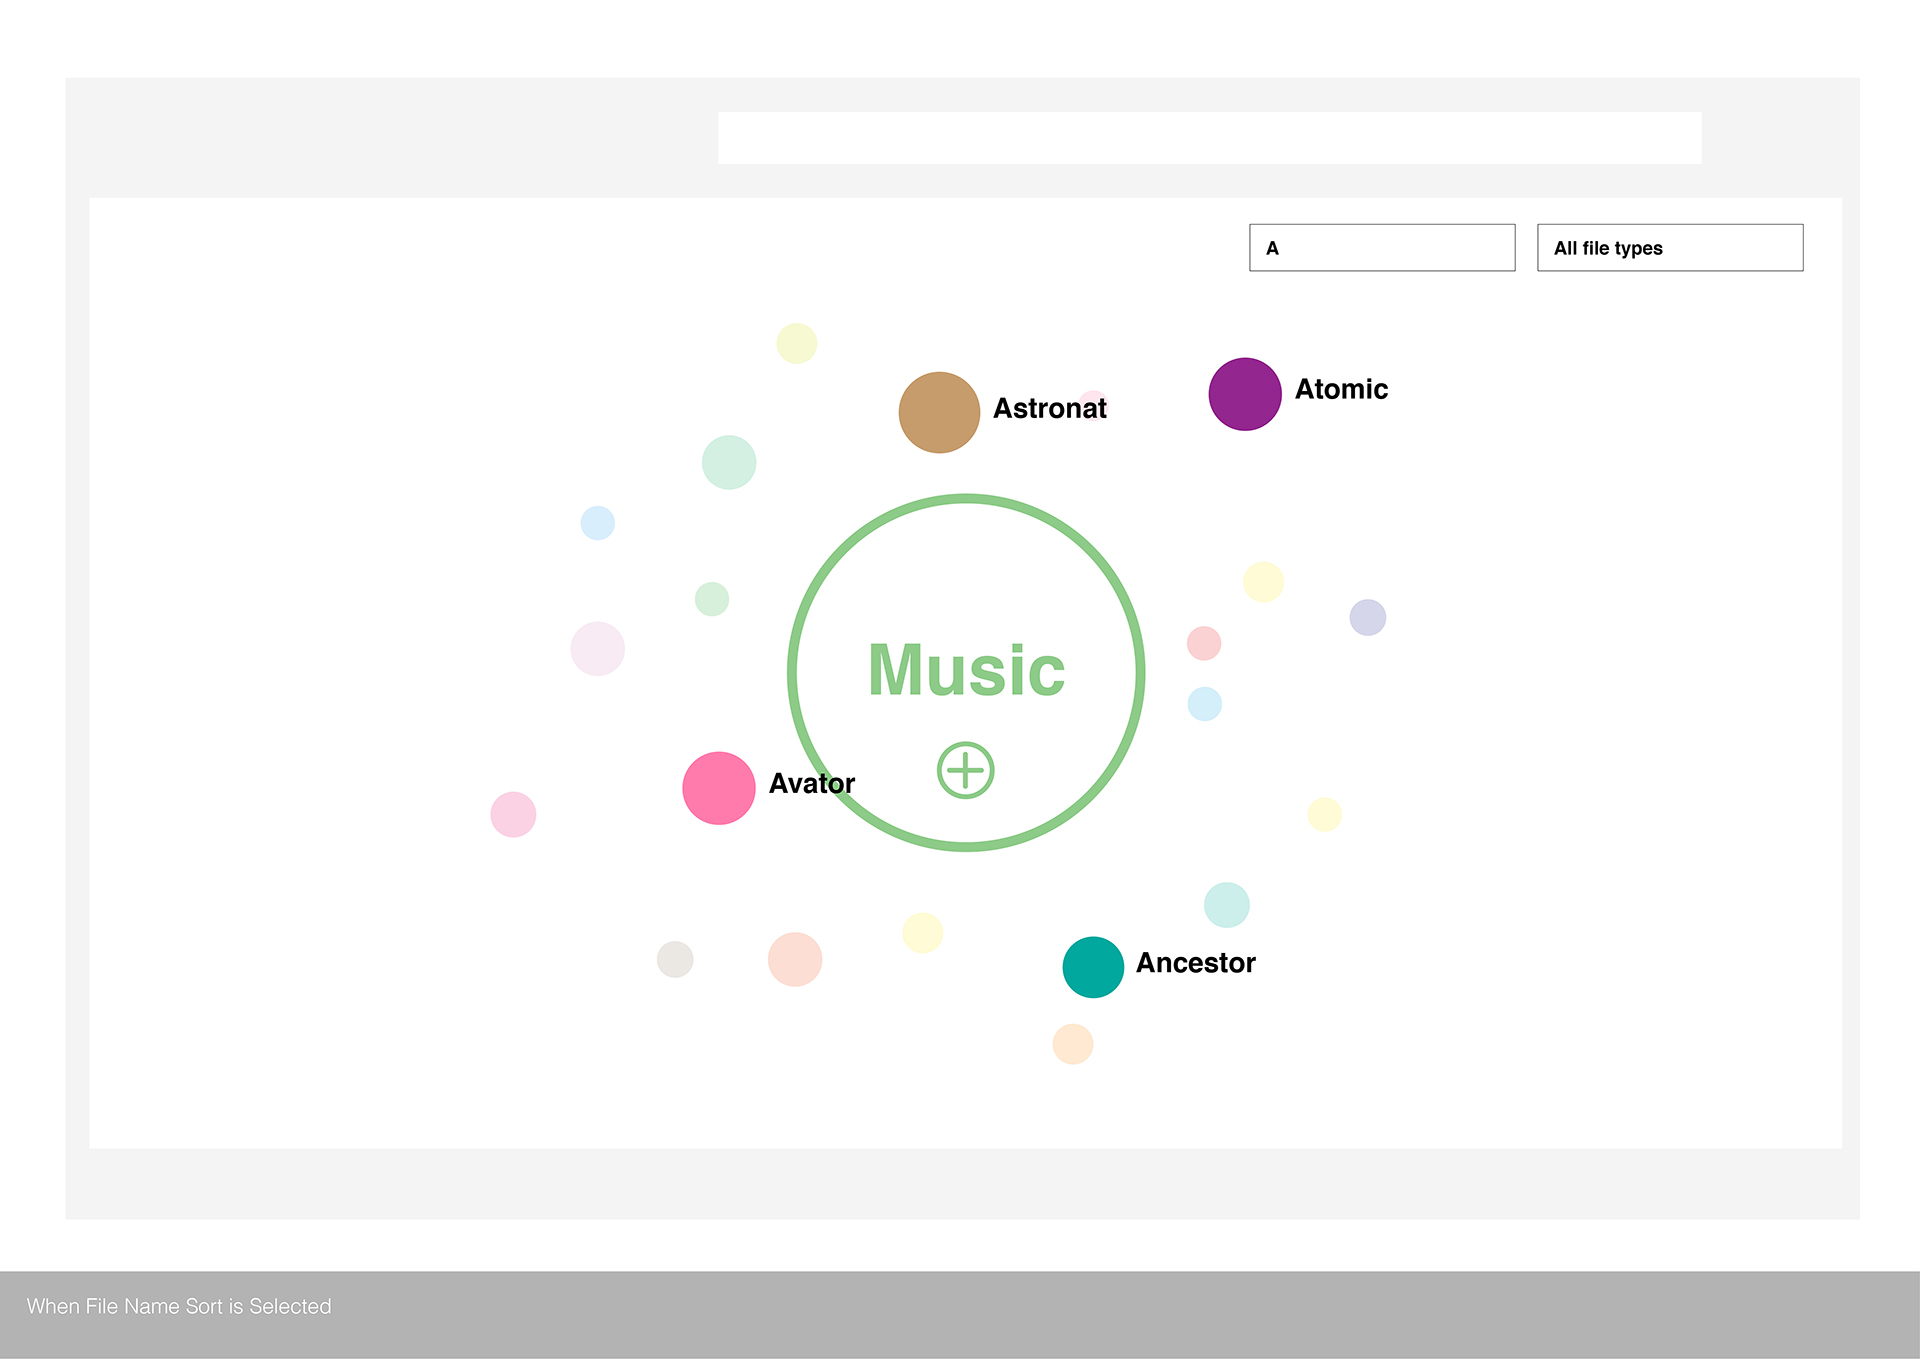 A
All file types
Atomic
Astronat
Music
Avator
Ancestor
When File Name Sort is Selected